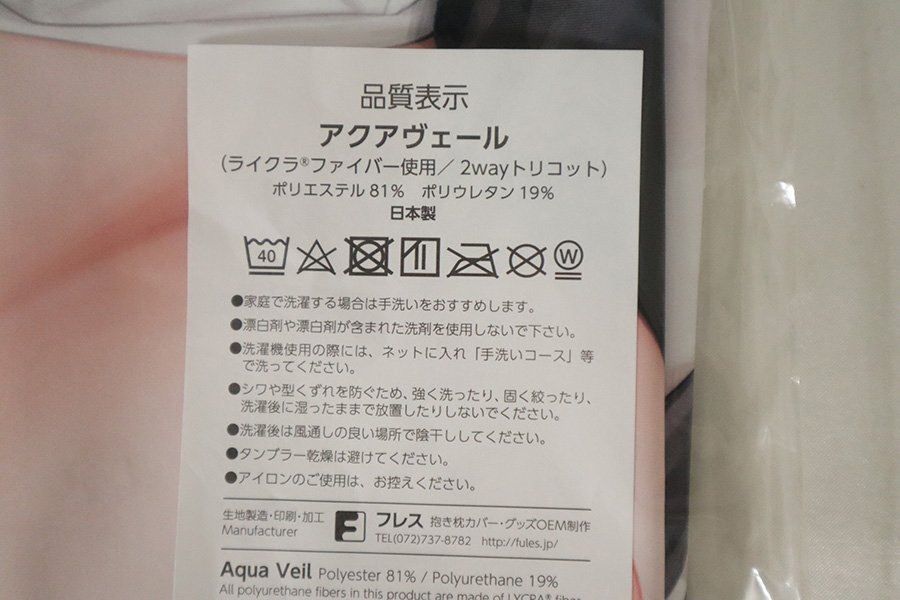 品質表示
アクアヴェール
(ライクラ®ファイバー使用／2wayトリコット)
ポリエステル 81%　ポリウレタン 19%
日本製
40 W
●家庭で洗濯する場合は手洗いをおすすめします。
●漂白剤や漂白剤が含まれた洗剤を使用しないで下さい。
●洗濯機使用の際には、ネットに入れ「手洗いコース」等
で洗ってください。
●シワや型くずれを防ぐため、強く洗ったり、固く絞ったり、
洗濯後に湿ったままで放置したりしないでください。
●洗濯後は風通しの良い場所で陰干ししてください。
●タンブラー乾燥は避けてください。
●アイロンのご使用は、お控えください。
生地製造・印刷・加工
Manufacturer
フレス 抱き枕カバー・グッズOEM制作
TEL(072)737-8782 http://fules.jp/
Aqua Veil Polyester 81% / Polyurethane 19%
All polyurethane fibers in this product are made of LYCRA® fiber